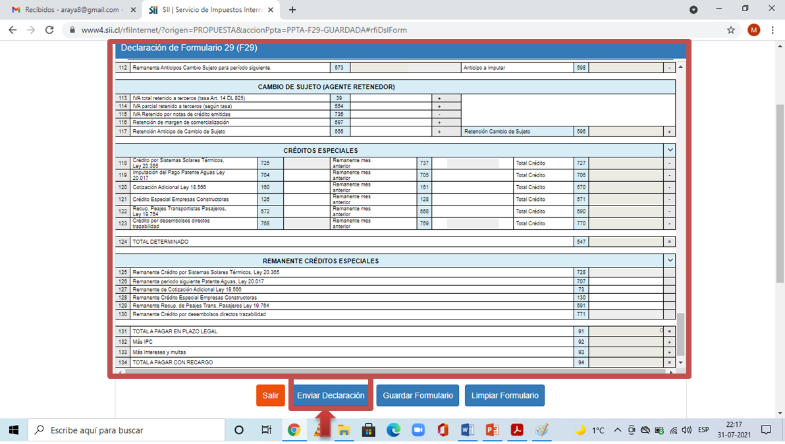 Recibidos - araya8@gmail.com -
SII | Servicio de Impuestos Intern
www4.sii.cl/rfiInternet/?origen=PROPUESTA&accionPpta=PPTA-F29-GUARDADA#rfiDslForm
M
Declaración de Formulario 29 (F29)
112 Remanente Anticipos Cambio Sujeto para período siguiente. 573 Anticipo a Imputar 598 -
CAMBIO DE SUJETO (AGENTE RETENEDOR)
113 IVA total retenido a terceros (tasa Art. 14 DL 825) 39 +
114 IVA parcial retenido a terceros (según tasa) 554 +
115 IVA Retenido por notas de crédito emitidas 736 -
116 Retención de margen de comercialización 597 +
117 Retención Anticipo de Cambio de Sujeto 555 + Retención Cambio de Sujeto 596 +
CRÉDITOS ESPECIALES
118 Crédito por Sistemas Solares Térmicos, Ley 20.365 725 Remanente mes anterior 737 Total Crédito 727 -
119 Imputación del Pago Patente Aguas Ley 20.017 704 Remanente mes anterior 705 Total Crédito 706 -
120 Cotización Adicional Ley 18.566 160 Remanente mes anterior 161 Total Crédito 570 -
121 Crédito Especial Empresas Constructoras 126 Remanente mes anterior 128 Total Crédito 571 -
122 Recup. Peajes Transportistas Pasajeros, Ley 19.764 572 Remanente mes anterior 568 Total Crédito 590 -
123 Crédito por desembolsos directos trazabilidad 768 Remanente mes anterior 769 Total Crédito 770 -
124 TOTAL DETERMINADO 547 =
REMANENTE CRÉDITOS ESPECIALES
125 Remanente Crédito por Sistemas Solares Térmicos, Ley 20.365 728
126 Remanente periodo siguiente Patente Aguas, Ley 20.017 707
127 Remanente de Cotización Adicional Ley 18.566 73
128 Remanente Crédito Especial Empresas Constructoras 130
129 Remanente Recup. de Peajes Trans. Pasajeros Ley 19.764 591
130 Remanente Crédito por desembolsos directos trazabilidad 771
131 TOTAL A PAGAR EN PLAZO LEGAL 91 0 =
132 Más IPC 92 +
133 Más Intereses y multas 93 +
134 TOTAL A PAGAR CON RECARGO 94 =
Salir Enviar Declaración Guardar Formulario Limpiar Formulario
Escribe aquí para buscar
1°C
ESP
22:17
31-07-2021